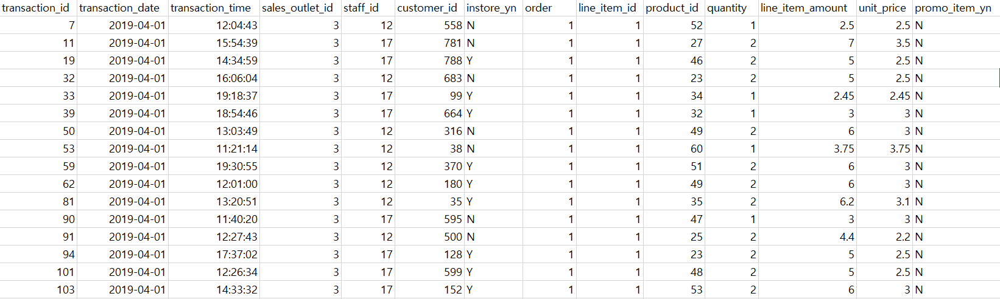 transaction_id transaction_date transaction_time sales_outlet_id staff_id customer_id instore_yn order line_item_id product_id quantity line_item_amount unit_price promo_item_yn
7 2019-04-01 12:04:43 3 12 558 N 1 1 52 1 2.5 2.5 N
11 2019-04-01 15:54:39 3 17 781 N 1 1 27 2 7 3.5 N
19 2019-04-01 14:34:59 3 17 788 Y 1 1 46 2 5 2.5 N
32 2019-04-01 16:06:04 3 12 683 N 1 1 23 2 5 2.5 N
33 2019-04-01 19:18:37 3 17 99 Y 1 1 34 1 2.45 2.45 N
39 2019-04-01 18:54:46 3 17 664 Y 1 1 32 1 3 3 N
50 2019-04-01 13:03:49 3 12 316 N 1 1 49 2 6 3 N
53 2019-04-01 11:21:14 3 12 38 N 1 1 60 1 3.75 3.75 N
59 2019-04-01 19:30:55 3 12 370 Y 1 1 51 2 6 3 N
62 2019-04-01 12:01:00 3 12 180 Y 1 1 49 2 6 3 N
81 2019-04-01 13:20:51 3 12 35 Y 1 1 35 2 6.2 3.1 N
90 2019-04-01 11:40:20 3 17 595 N 1 1 47 1 3 3 N
91 2019-04-01 12:27:43 3 12 500 N 1 1 25 2 4.4 2.2 N
94 2019-04-01 17:37:02 3 17 128 Y 1 1 23 2 5 2.5 N
101 2019-04-01 12:26:34 3 17 599 Y 1 1 48 2 5 2.5 N
103 2019-04-01 14:33:32 3 17 152 Y 1 1 53 2 6 3 N